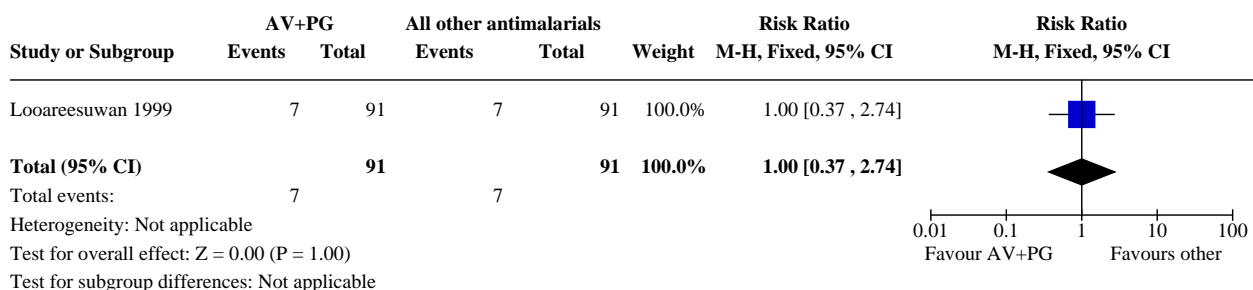 AV+PG All other antimalarials Risk Ratio Risk Ratio
Study or Subgroup Events Total Events Total Weight M-H, Fixed, 95% CI M-H, Fixed, 95% CI
Looareesuwan 1999 7 91 7 91 100.0% 1.00 [0.37 , 2.74]
Total (95% CI) 91 91 100.0% 1.00 [0.37 , 2.74]
Total events: 7 7
Heterogeneity: Not applicable
0.01 0.1 1 10 100
Test for overall effect: Z = 0.00 (P = 1.00) Favour AV+PG Favours other
Test for subgroup differences: Not applicable